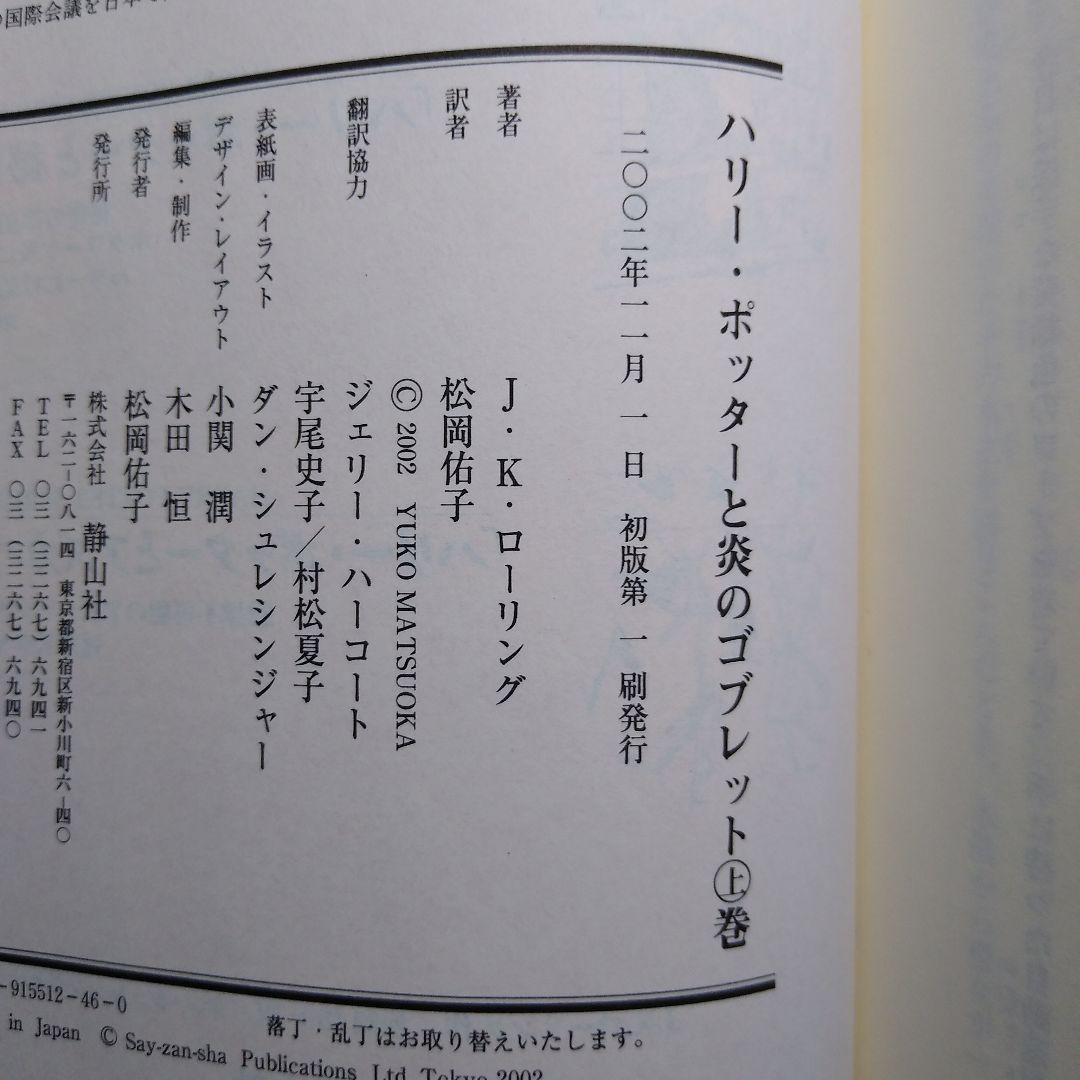 国際会議を日本
ハリー・ポッターと炎のゴブレット㊤巻
二〇〇二年一一月一日 初版第一刷発行
著者 J・K・ローリング
訳者 松岡佑子
© 2002 YUKO MATSUOKA
翻訳協力 ジェリー・ハーコート
宇尾史子/村松夏子
表紙画・イラスト ダン・シュレシンジャー
デザイン・レイアウト 小関 潤
編集・制作 木田 恒
発行者 松岡佑子
発行所 株式会社 静山社
〒一六二―〇八一四 東京都新宿区新小川町六―四〇
TEL 〇三(三二六七)六九四一
FAX 〇三(三二六七)六九四〇
-915512-46-0
落丁・乱丁はお取り替えいたします。
in Japan © Say-zan-sha Publications Ltd Tokyo 2002